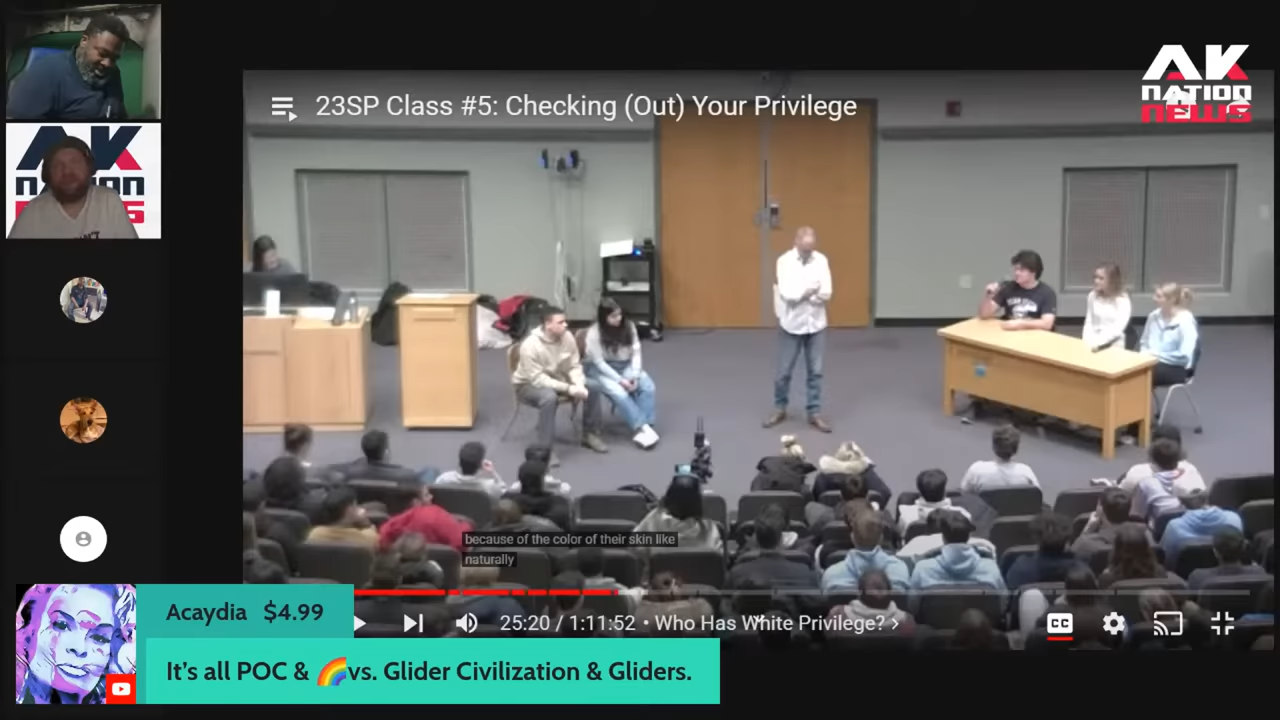 23SP Class #5: Checking (Out) Your Privilege
AK
NATION
NEWS
AK
because of the color of their skin like
naturally
25:20 / 1:11:52 • Who Has White Privilege? >
CC
Acaydia $4.99
It's all POC & 🌈vs. Glider Civilization & Gliders.